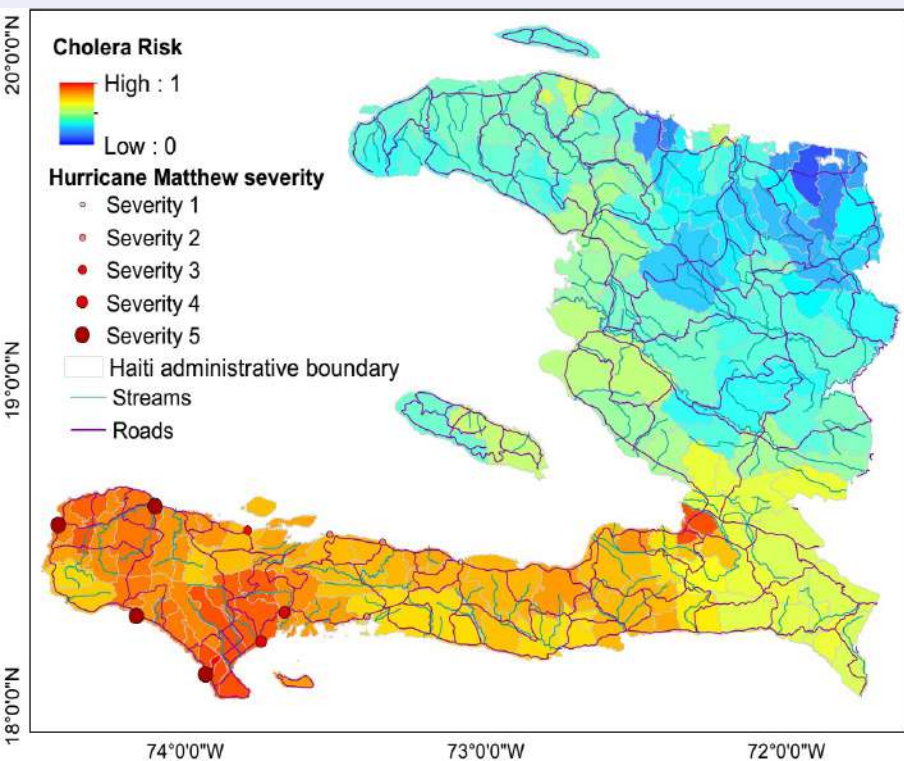 Cholera Risk
High : 1
Low : 0
Hurricane Matthew severity
Severity 1
Severity 2
Severity 3
Severity 4
Severity 5
Haiti administrative boundary
Streams
Roads
20°0'0"N
19°0'0"N
18°0'0"N
74°0'0"W
73°0'0"W
72°0'0"W